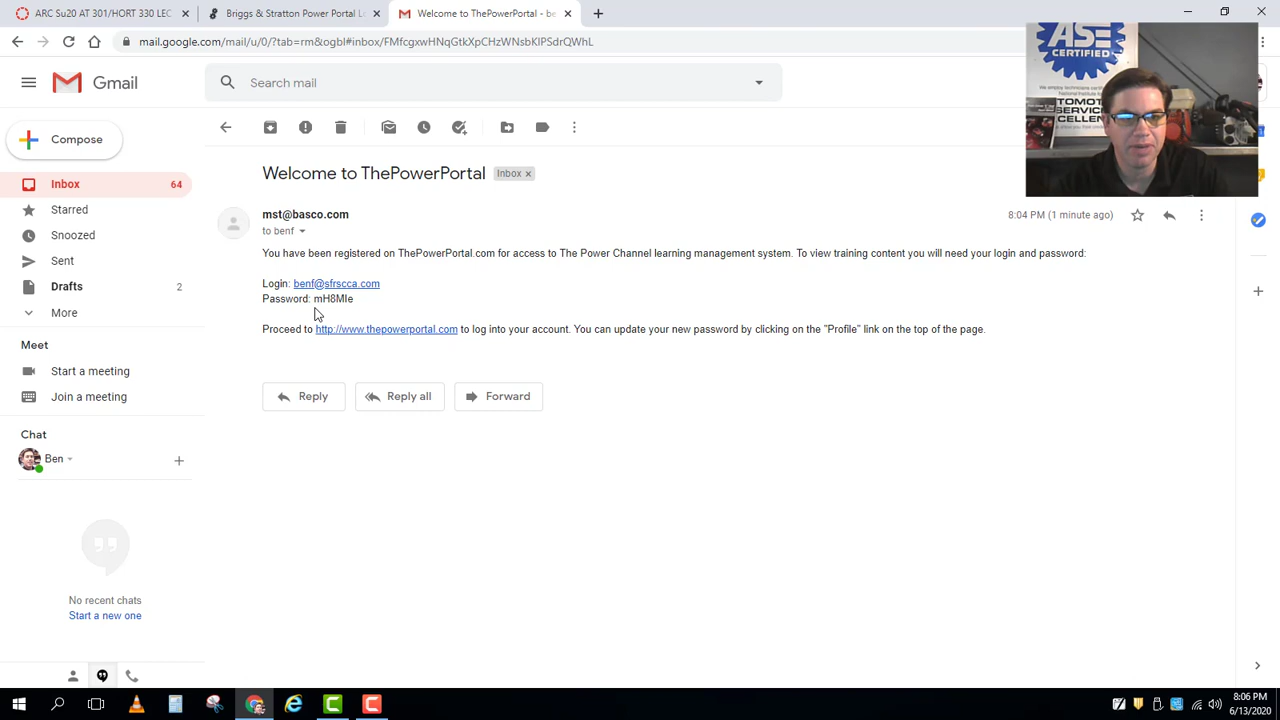 ARC Su20 AT 301/HORT 330 LEC
Briggs & Stratton Power Portal L
Welcome to ThePowerPortal - be
mail.google.com/mail/u/0/?tab=rm&ogbl#inbox/FMfcgxwHNqGtkXpCHzWNsbKlPSdrQWhL
Gmail
Search mail
ASE
CERTIFIED
Compose
Inbox 64
Starred
Snoozed
Sent
Drafts 2
More
Meet
Start a meeting
Join a meeting
Chat
Ben
No recent chats
Start a new one
Welcome to ThePowerPortal Inbox
mst@basco.com
8:04 PM (1 minute ago)
to benf
You have been registered on ThePowerPortal.com for access to The Power Channel learning management system. To view training content you will need your login and password:
Login: benf@sfrscca.com
Password: mH8MIe
Proceed to http://www.thepowerportal.com to log into your account. You can update your new password by clicking on the "Profile" link on the top of the page.
Reply
Reply all
Forward
8:06 PM
6/13/2020